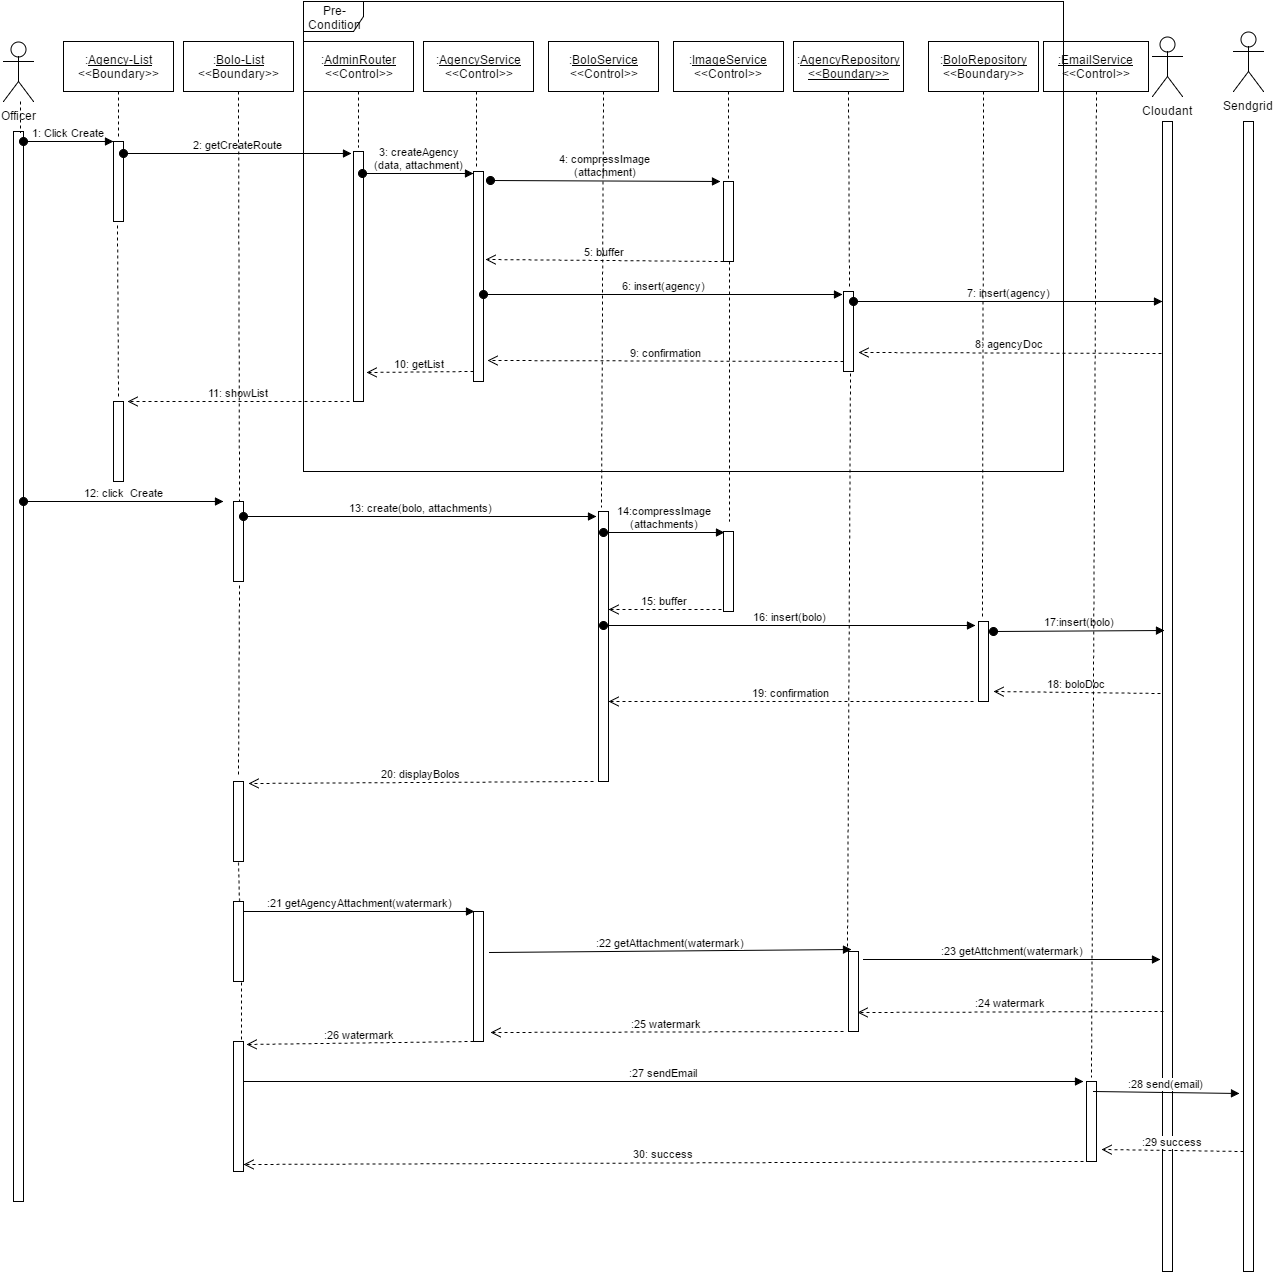 Pre-
Condition
:Agency-List
<<Boundary>>
:Bolo-List
<<Boundary>>
:AdminRouter
<<Control>>
:AgencyService
<<Control>>
:BoloService
<<Control>>
:ImageService
<<Control>>
:AgencyRepository
<<Boundary>>
:BoloRepository
<<Boundary>>
:EmailService
<<Control>>
Officer
Cloudant
Sendgrid
1: Click Create
2: getCreateRoute
3: createAgency
(data, attachment)
4: compressImage
(attachment)
5: buffer
6: insert(agency)
7: insert(agency)
8: agencyDoc
9: confirmation
10: getList
11: showList
12: click Create
13: create(bolo, attachments)
14:compressImage
(attachments)
15: buffer
16: insert(bolo)
17:insert(bolo)
18: boloDoc
19: confirmation
20: displayBolos
:21 getAgencyAttachment(watermark)
:22 getAttachment(watermark)
:23 getAttchment(watermark)
:24 watermark
:25 watermark
:26 watermark
:27 sendEmail
:28 send(email)
:29 success
30: success